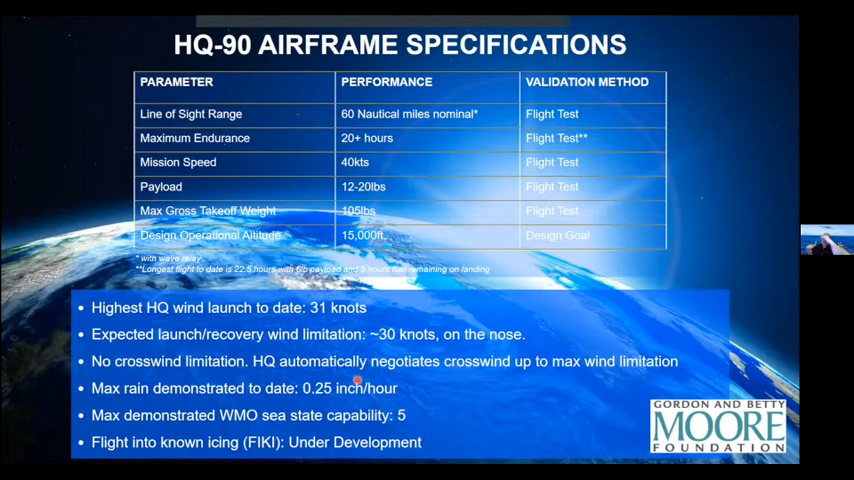 HQ-90 AIRFRAME SPECIFICATIONS
PARAMETER PERFORMANCE VALIDATION METHOD
Line of Sight Range 60 Nautical miles nominal* Flight Test
Maximum Endurance 20+ hours Flight Test**
Mission Speed 40kts Flight Test
Payload 12-20lbs Flight Test
Max Gross Takeoff Weight 105lbs Flight Test
Design Operational Altitude 15,000ft. Design Goal
* with wave relay
**Longest flight to date is 22.5 hours with 6lb payload and 5 hours fuel remaining on landing
• Highest HQ wind launch to date: 31 knots
• Expected launch/recovery wind limitation: ~30 knots, on the nose.
• No crosswind limitation. HQ automatically negotiates crosswind up to max wind limitation
• Max rain demonstrated to date: 0.25 inch/hour
• Max demonstrated WMO sea state capability: 5
• Flight into known icing (FIKI): Under Development
GORDON AND BETTY
MOORE
FOUNDATION